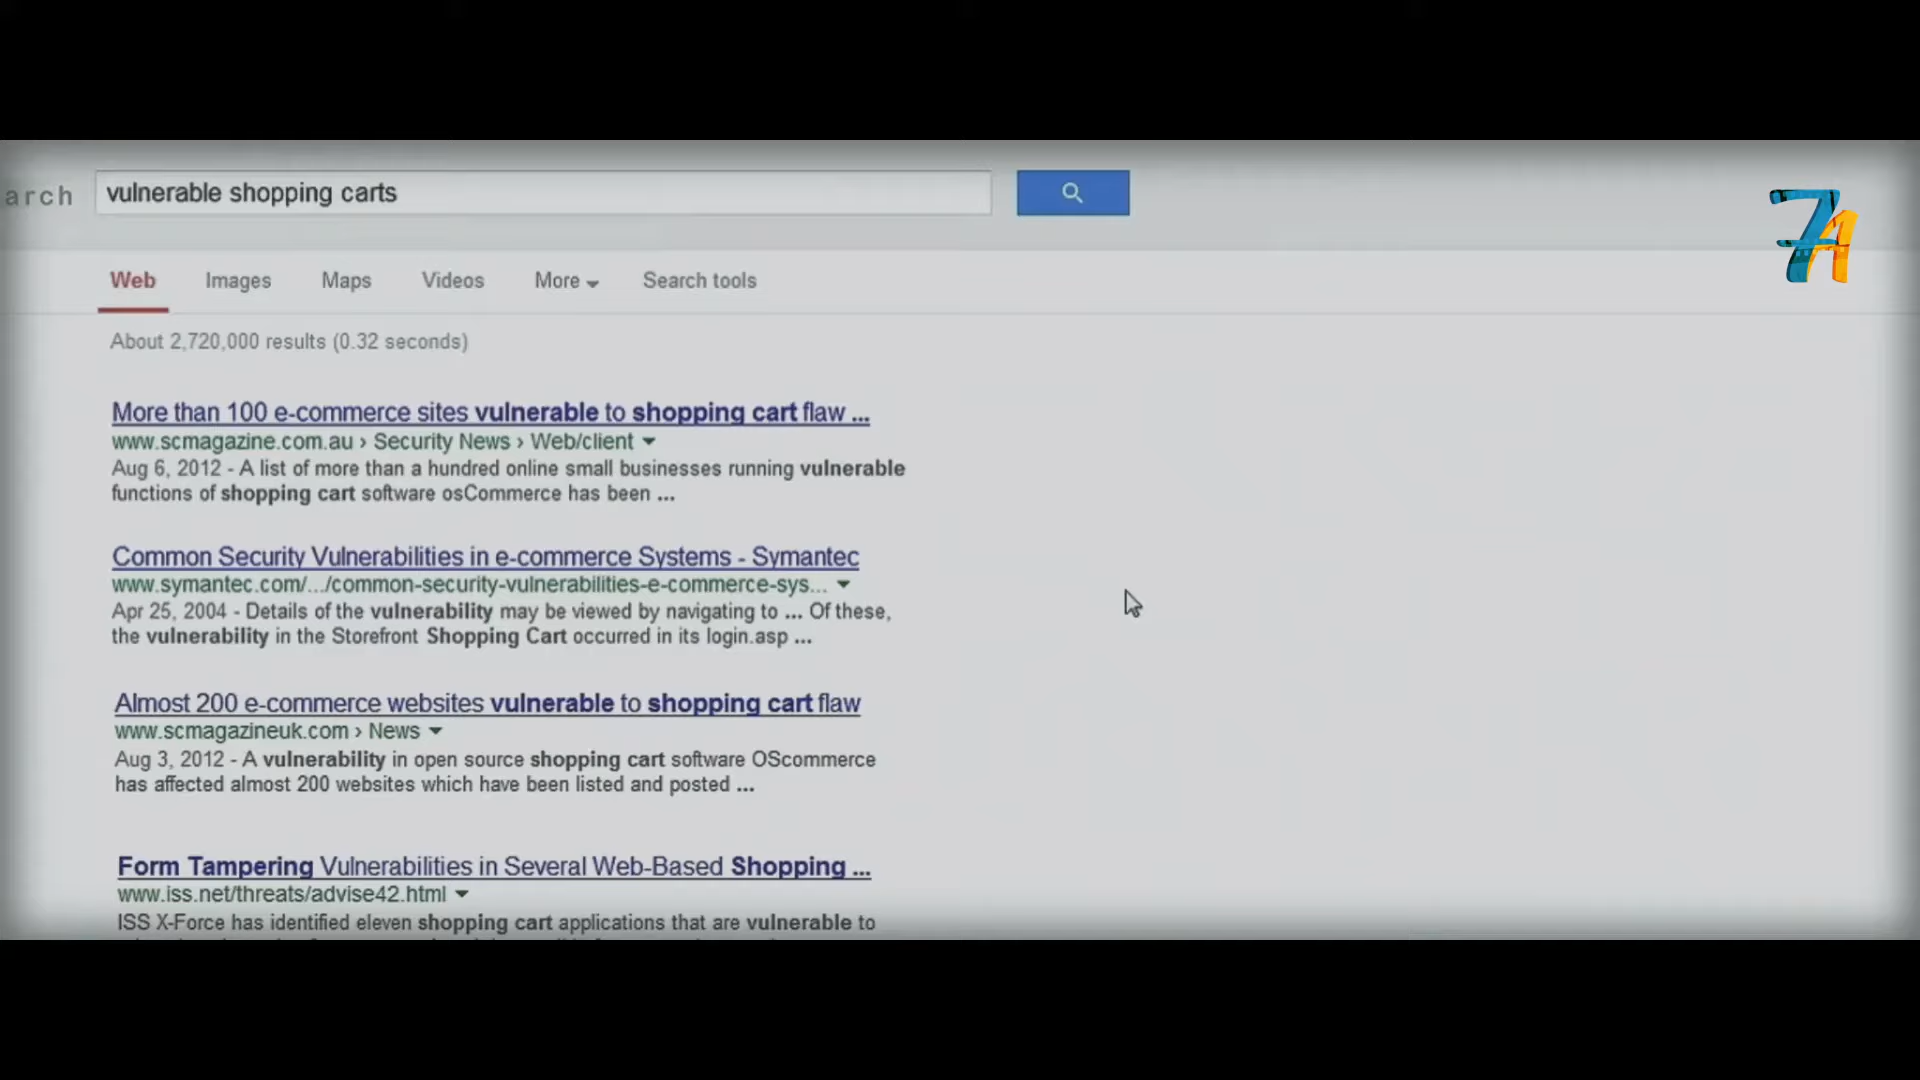 arch
vulnerable shopping carts
7A
Web Images Maps Videos More Search tools
About 2,720,000 results (0.32 seconds)
More than 100 e-commerce sites vulnerable to shopping cart flaw ...
www.scmagazine.com.au › Security News › Web/client
Aug 6, 2012 - A list of more than a hundred online small businesses running vulnerable
functions of shopping cart software osCommerce has been ...
Common Security Vulnerabilities in e-commerce Systems - Symantec
www.symantec.com/.../common-security-vulnerabilities-e-commerce-sys...
Apr 25, 2004 - Details of the vulnerability may be viewed by navigating to ... Of these,
the vulnerability in the Storefront Shopping Cart occurred in its login.asp ...
Almost 200 e-commerce websites vulnerable to shopping cart flaw
www.scmagazineuk.com › News
Aug 3, 2012 - A vulnerability in open source shopping cart software OScommerce
has affected almost 200 websites which have been listed and posted ...
Form Tampering Vulnerabilities in Several Web-Based Shopping ...
www.iss.net/threats/advise42.html
ISS X-Force has identified eleven shopping cart applications that are vulnerable to